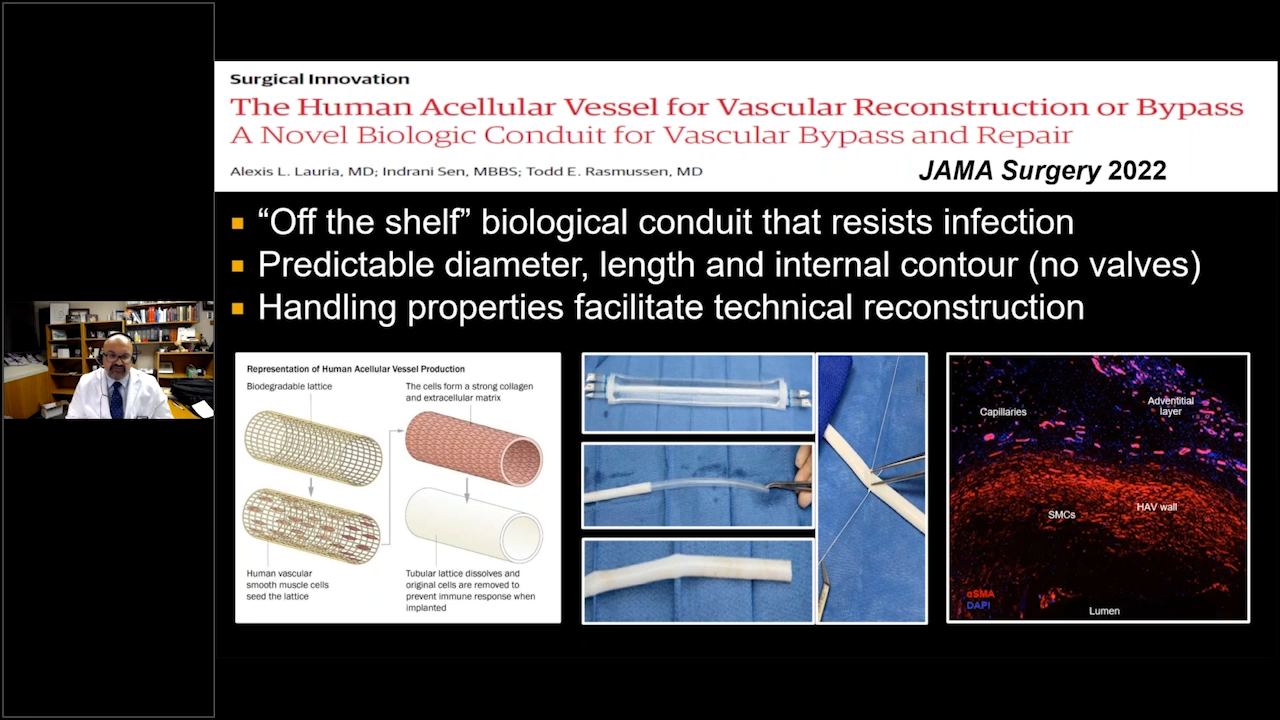 Surgical Innovation
The Human Acellular Vessel for Vascular Reconstruction or Bypass
A Novel Biologic Conduit for Vascular Bypass and Repair
Alexis L. Lauria, MD; Indrani Sen, MBBS; Todd E. Rasmussen, MD
JAMA Surgery 2022
“Off the shelf” biological conduit that resists infection
Predictable diameter, length and internal contour (no valves)
Handling properties facilitate technical reconstruction
Representation of Human Acellular Vessel Production
Biodegradable lattice
The cells form a strong collagen
and extracellular matrix
Human vascular
smooth muscle cells
seed the lattice
Tubular lattice dissolves and
original cells are removed to
prevent immune response when
implanted
Capillaries
Adventitial
layer
SMCs
HAV wall
αSMA
DAPI
Lumen